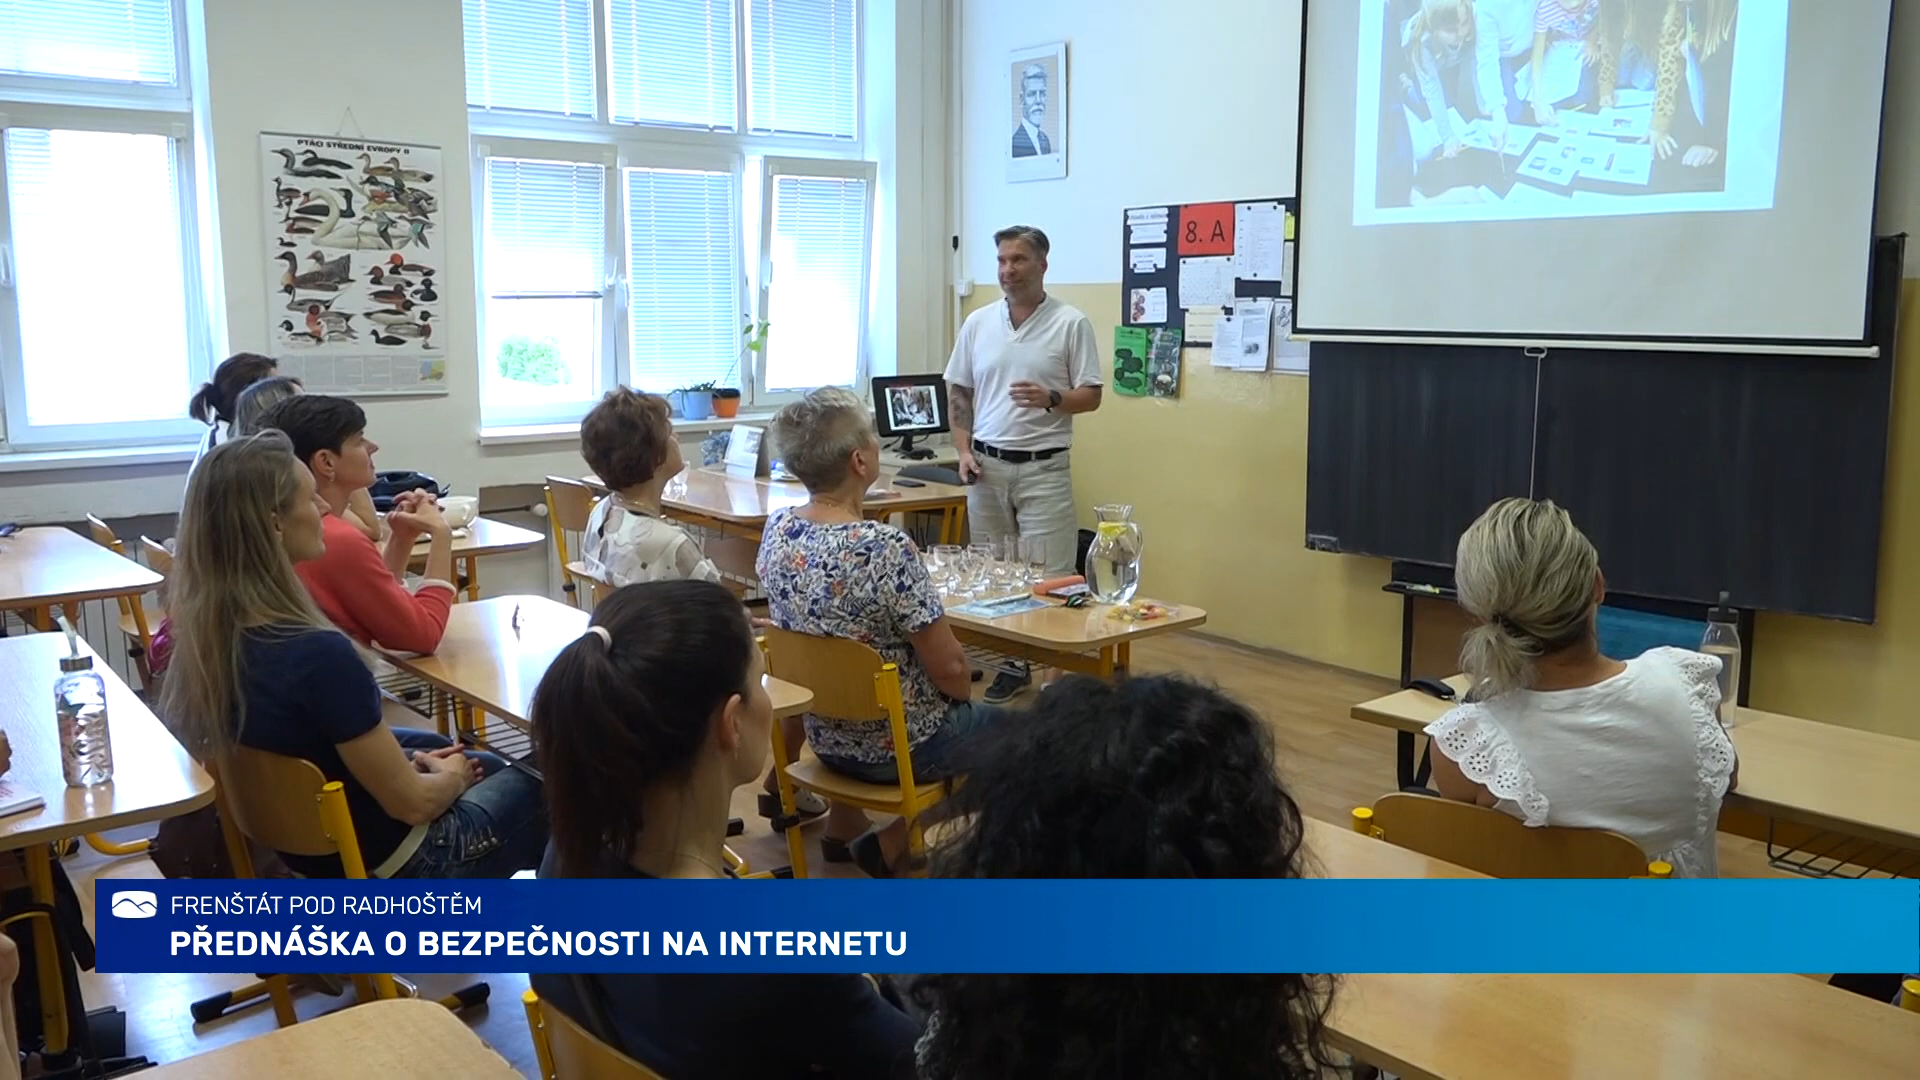 PTÁCI STŘEDNÍ EVROPY II
8. A
FRENŠTÁT POD RADHOŠTĚM
PŘEDNÁŠKA O BEZPEČNOSTI NA INTERNETU